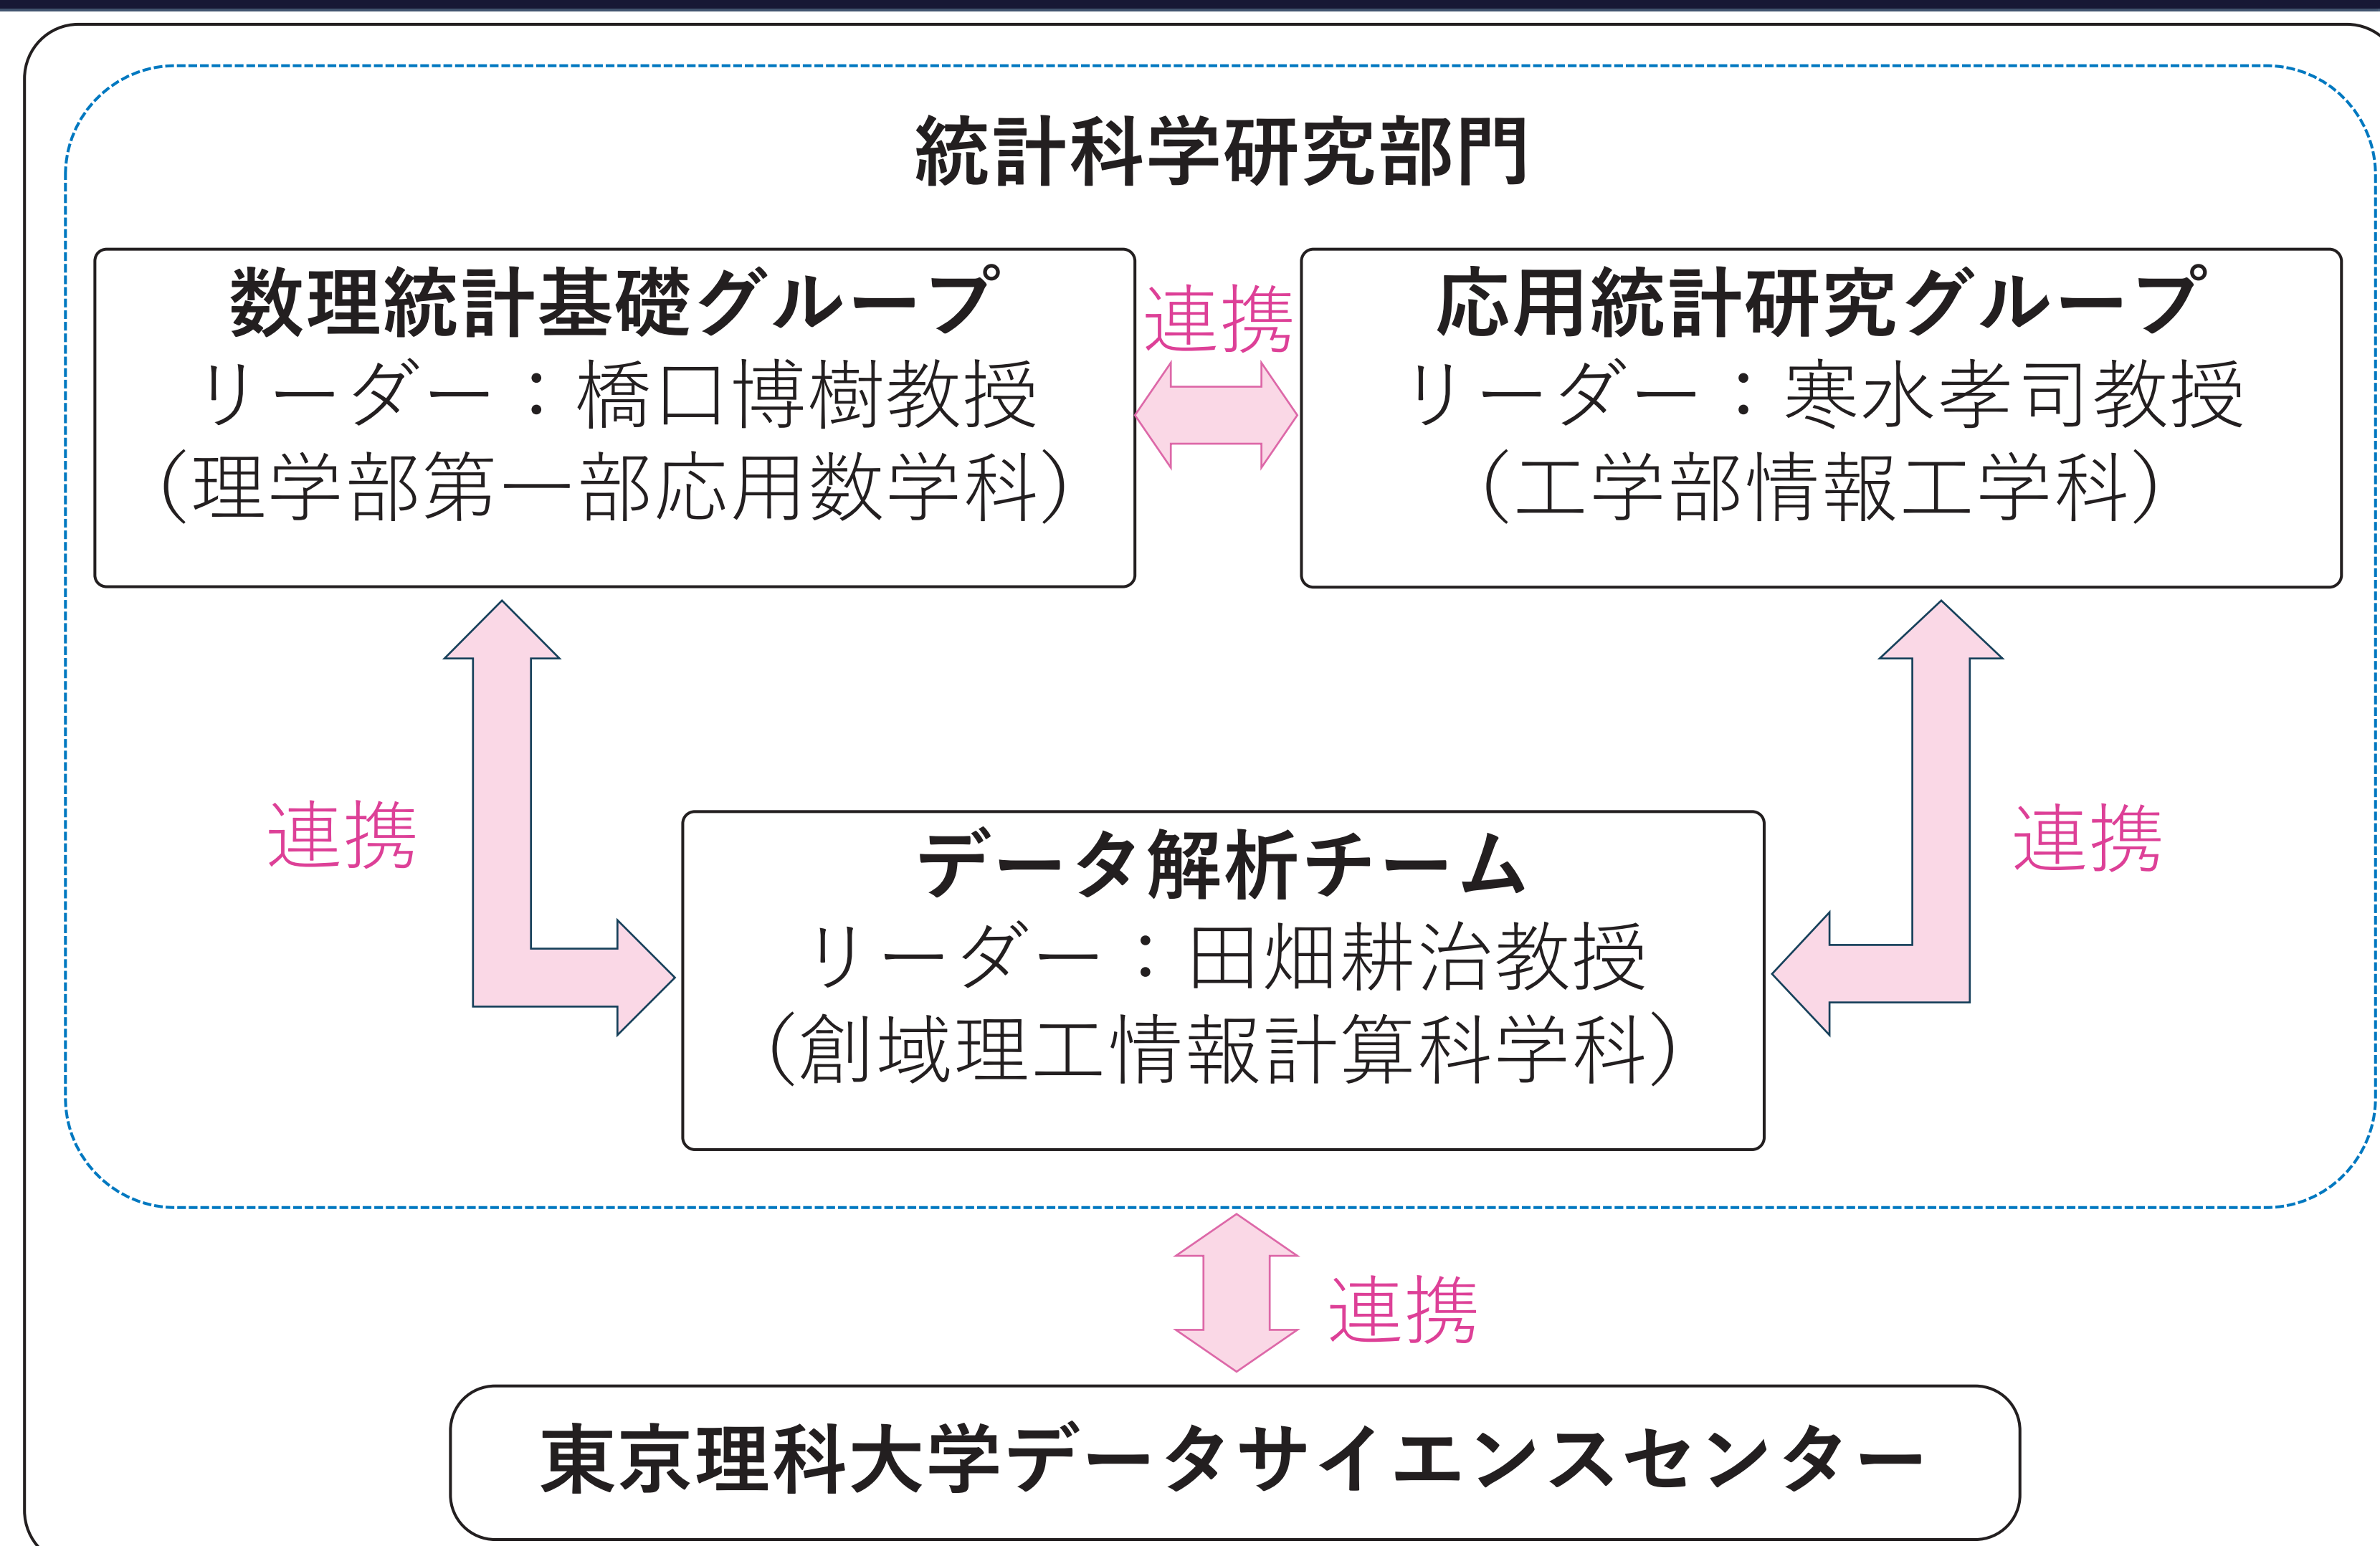 統計科学研究部門
数理統計基礎グループ
リーダー：橋口博樹教授
（理学部第一部応用数学科）
連携
応用統計研究グループ
リーダー：寒水孝司教授
（工学部情報工学科）
連携
連携
データ解析チーム
リーダー：田畑耕治教授
（創域理工情報計算科学科）
連携
東京理科大学データサイエンスセンター